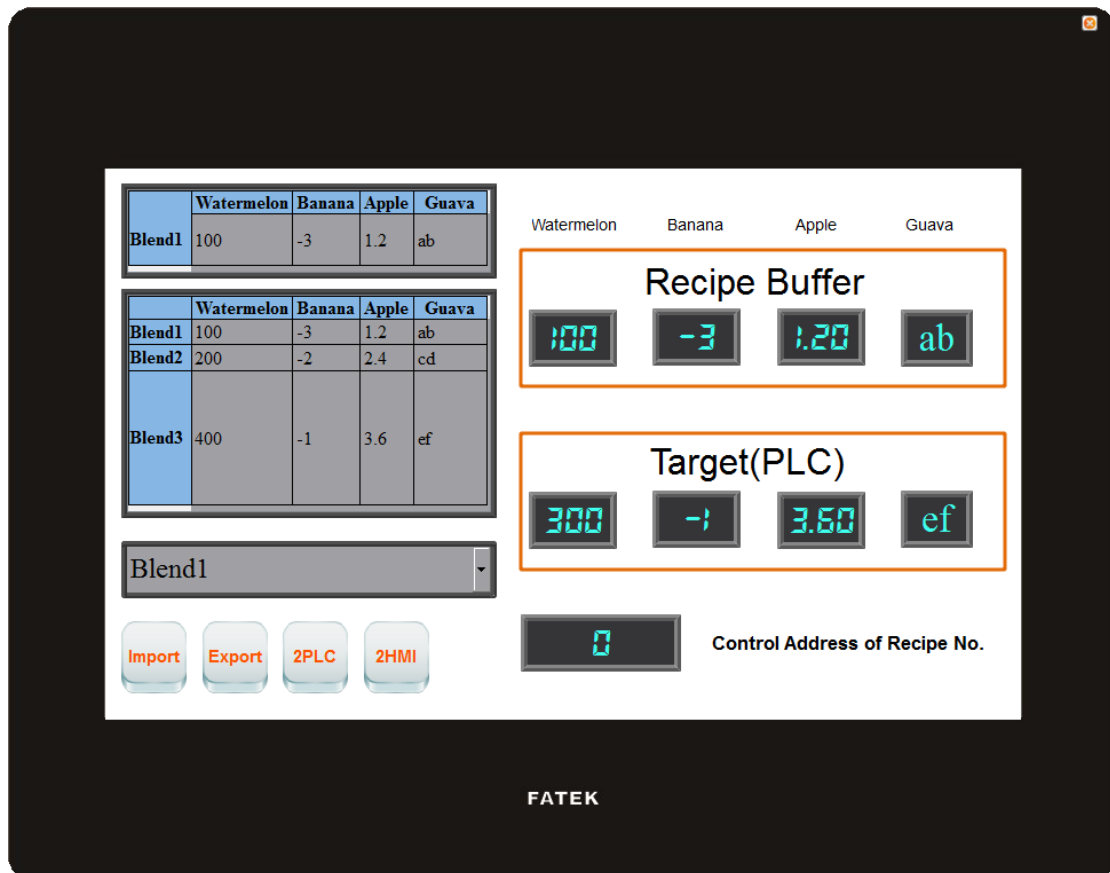 Watermelon Banana Apple Guava
Blend1 100 -3 1.2 ab
Watermelon Banana Apple Guava
Blend1 100 -3 1.2 ab
Blend2 200 -2 2.4 cd
Blend3 400 -1 3.6 ef
Blend1
Import Export 2PLC 2HMI
Watermelon Banana Apple Guava
Recipe Buffer
100 -3 1.20 ab
Target(PLC)
300 -1 3.60 ef
0 Control Address of Recipe No.
FATEK